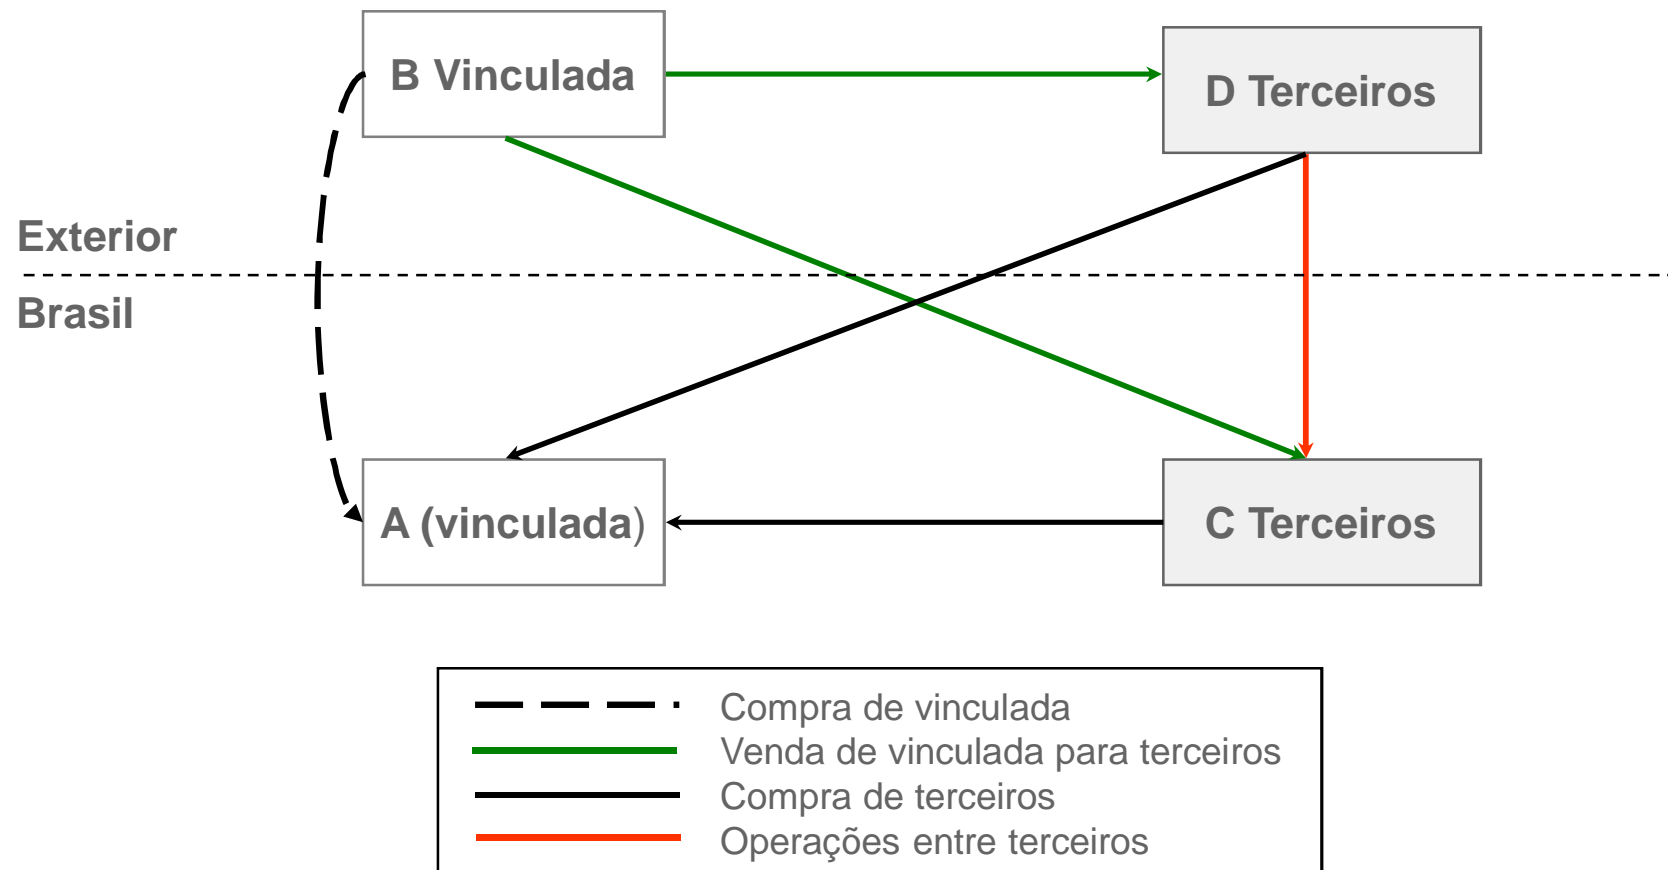 B Vinculada
D Terceiros
Exterior
Brasil
A (vinculada)
C Terceiros
Compra de vinculada
Venda de vinculada para terceiros
Compra de terceiros
Operações entre terceiros